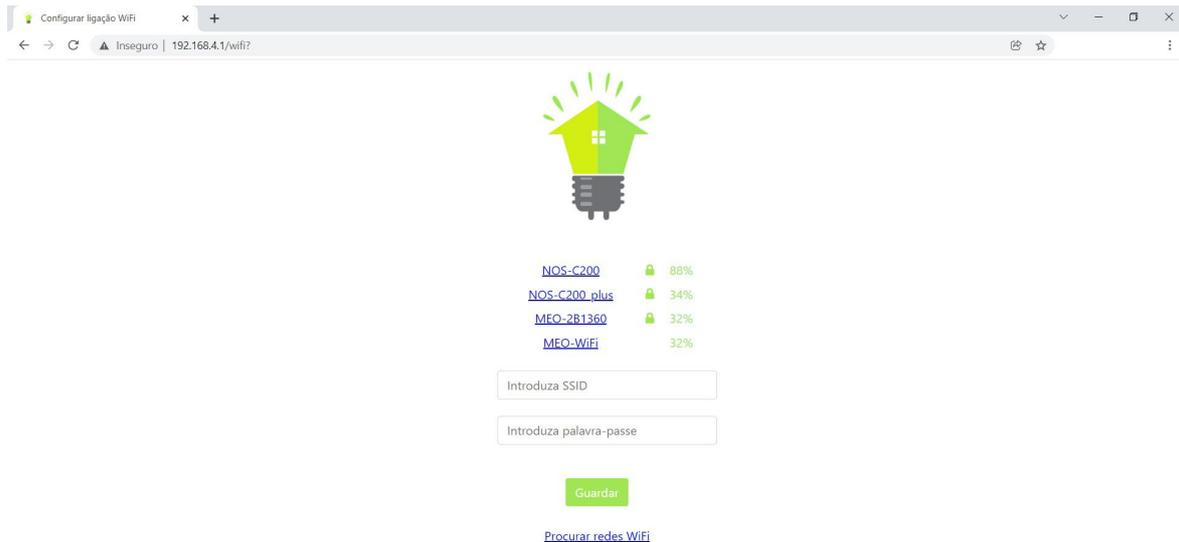 Configurar ligação WiFi
Inseguro | 192.168.4.1/wifi?
NOS-C200 88%
NOS-C200_plus 34%
MEO-2B1360 32%
MEO-WiFi 32%
Introduza SSID
Introduza palavra-passe
Guardar
Procurar redes WiFi